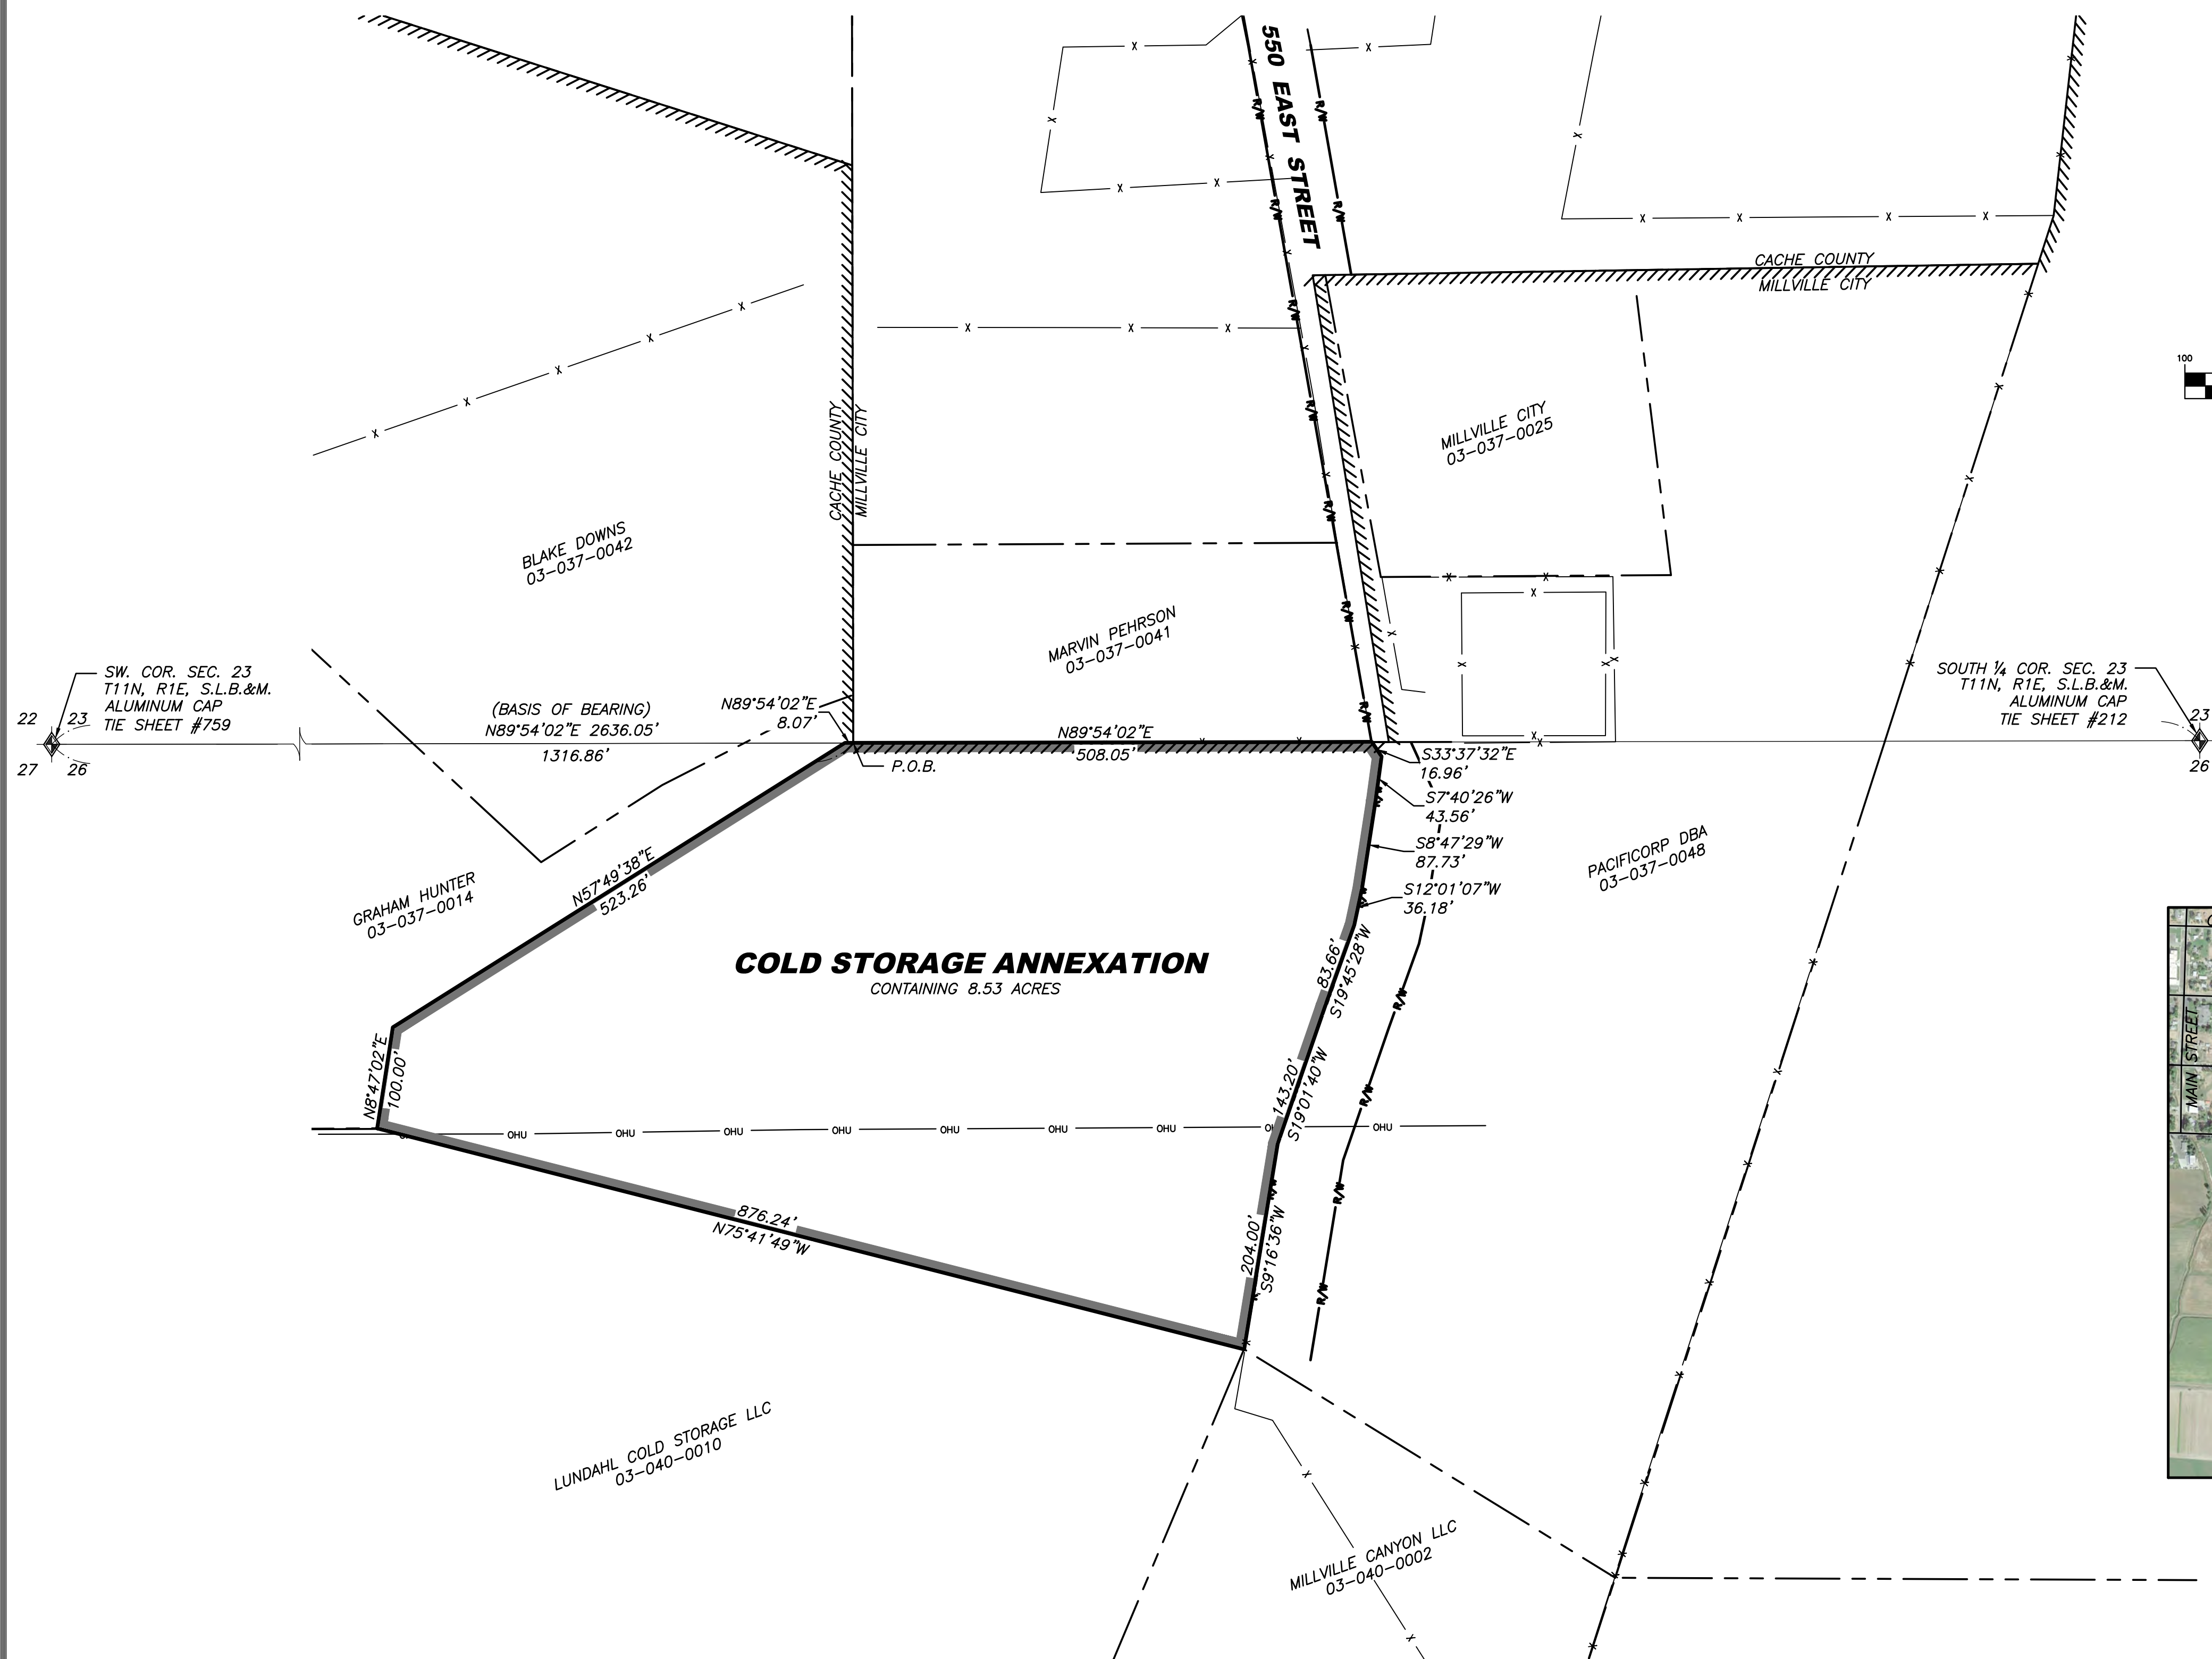 550 EAST STREET
R/W
R/W
R/W
R/W
R/W
R/W
R/W
R/W
R/W
CACHE COUNTY
MILLVILLE CITY
CACHE COUNTY
MILLVILLE CITY
100
MILLVILLE CITY
03-037-0025
BLAKE DOWNS
03-037-0042
MARVIN PEHRSON
03-037-0041
SW. COR. SEC. 23
T11N, R1E, S.L.B.&M.
ALUMINUM CAP
TIE SHEET #759
22
23
27
26
(BASIS OF BEARING)
N89°54'02"E 2636.05'
1316.86'
N89°54'02"E
8.07'
P.O.B.
N89°54'02"E
508.05'
SOUTH ¼ COR. SEC. 23
T11N, R1E, S.L.B.&M.
ALUMINUM CAP
TIE SHEET #212
23
26
S33°37'32"E
16.96'
S7°40'26"W
43.56'
S8°47'29"W
87.73'
S12°01'07"W
36.18'
PACIFICORP DBA
03-037-0048
GRAHAM HUNTER
03-037-0014
N57°49'38"E
523.26'
COLD STORAGE ANNEXATION
CONTAINING 8.53 ACRES
83.66'
S19°45'28"W
143.20'
S19°01'40"W
R/W
R/W
R/W
R/W
N8°47'02"E
100.00'
OHU
OHU
OHU
OHU
OHU
OHU
OHU
OHU
204.00'
S9°16'36"W
876.24'
N75°41'49"W
MAIN STREET
LUNDAHL COLD STORAGE LLC
03-040-0010
MILLVILLE CANYON LLC
03-040-0002